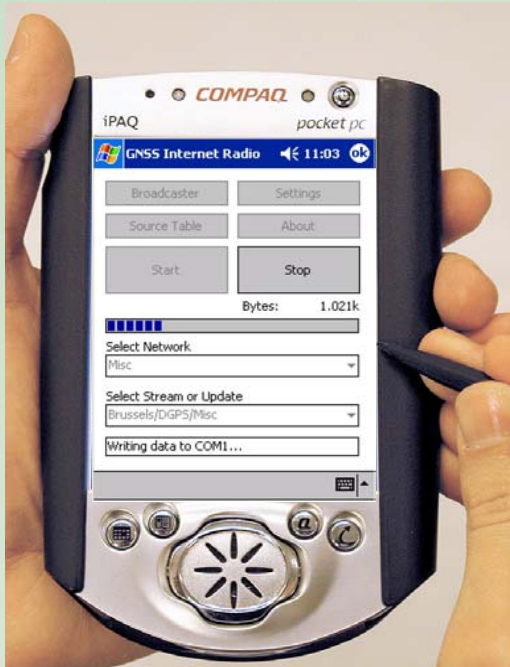 COMPAQ
iPAQ pocket pc
GNSS Internet Radio 11:03 ok
Broadcaster Settings
Source Table About
Start Stop
Bytes: 1.021k
Select Network
Misc
Select Stream or Update
Brussels/DGPS/Misc
Writing data to COM1...
a